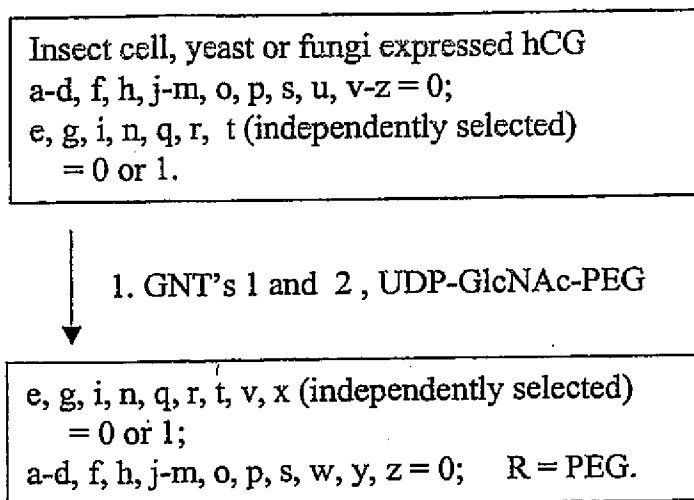 Insect cell, yeast or fungi expressed hCG
a-d, f, h, j-m, o, p, s, u, v-z = 0;
e, g, i, n, q, r, t (independently selected)
= 0 or 1.
1. GNT's 1 and 2 , UDP-GlcNAc-PEG
e, g, i, n, q, r, t, v, x (independently selected)
= 0 or 1;
a-d, f, h, j-m, o, p, s, w, y, z = 0; R = PEG.